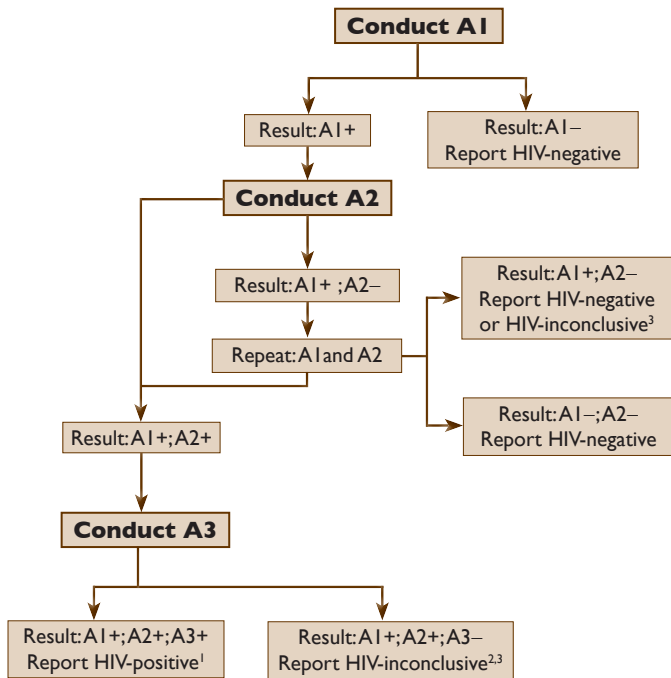 Conduct A1
Result:A1+
Result:A1–
Report HIV-negative
Conduct A2
Result:A1+ ;A2–
Result:A1+;A2–
Report HIV-negative
or HIV-inconclusive³
Repeat:A1and A2
Result:A1–;A2–
Report HIV-negative
Result:A1+;A2+
Conduct A3
Result:A1+;A2+;A3+
Report HIV-positive¹
Result:A1+;A2+;A3–
Report HIV-inconclusive²,³